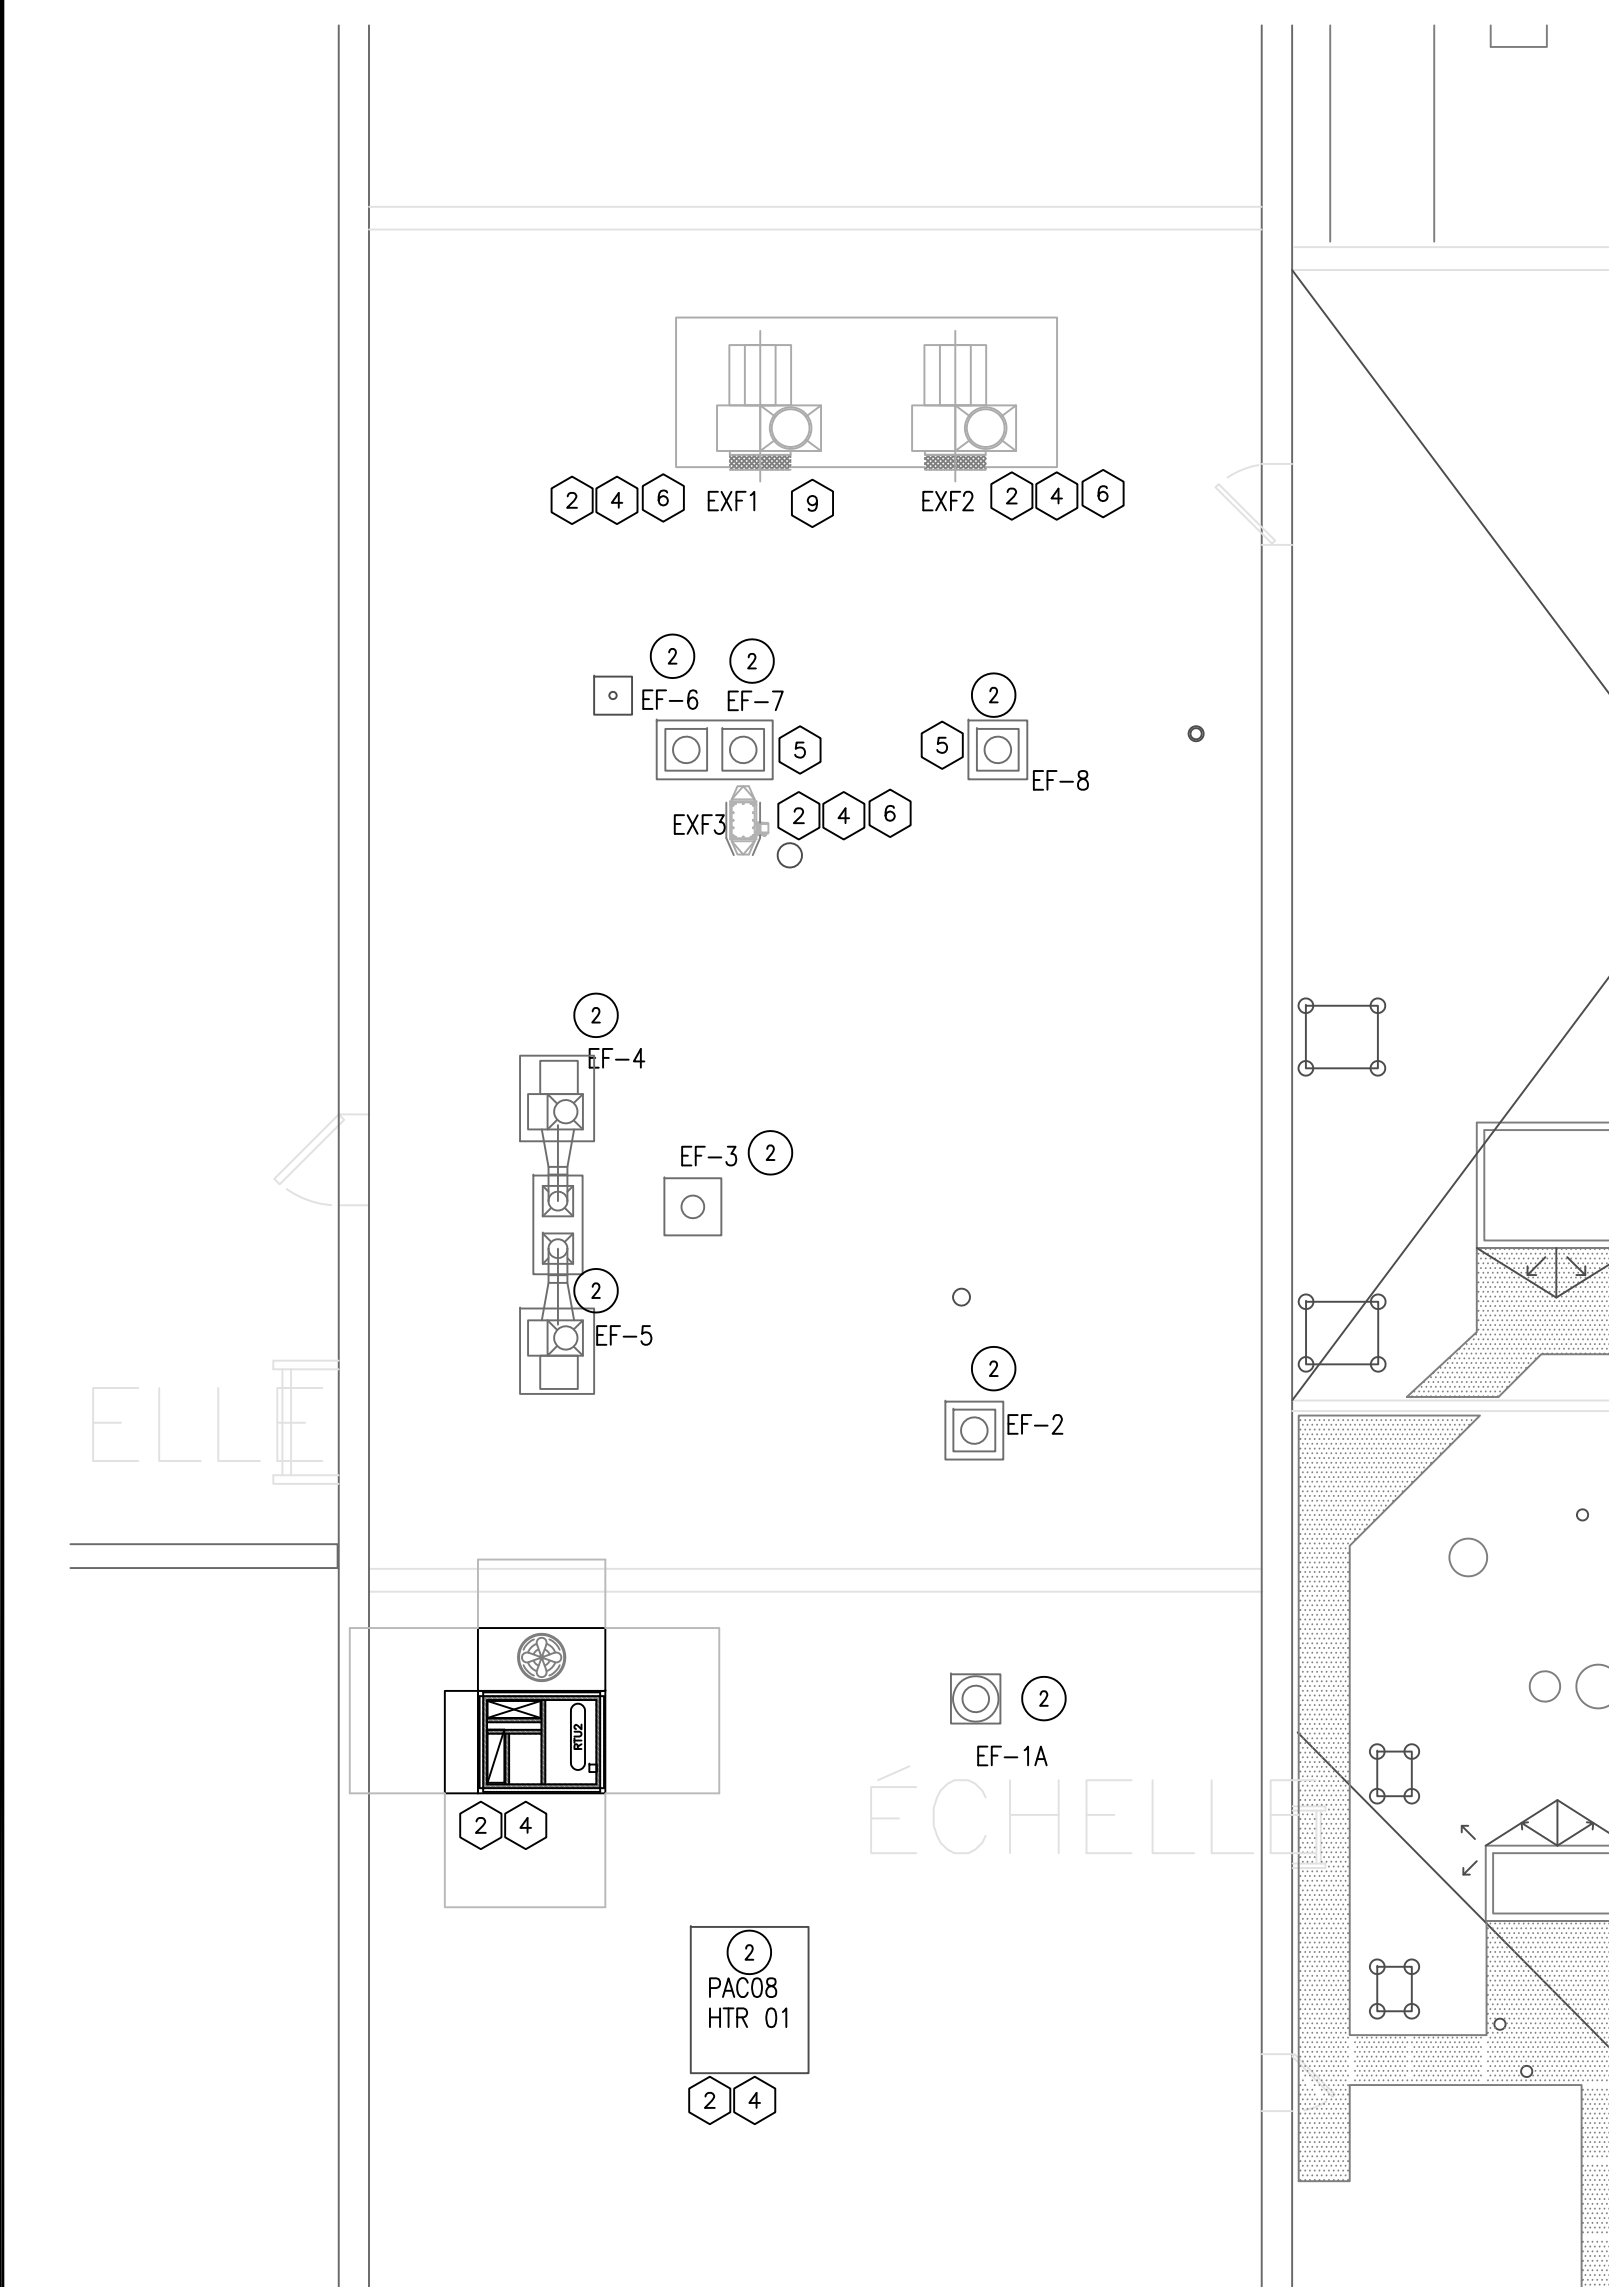 2 4 6 EXF1 9 EXF2 2 4 6
2 2 2
EF-6 EF-7
5 5
EF-8
EXF3 2 4 6
2
EF-4
EF-3 2
2
EF-5
2
EF-2
ELLE
RTU2
2
EF-1A
ÉCHELLE
2 4
2
PAC08
HTR 01
2 4